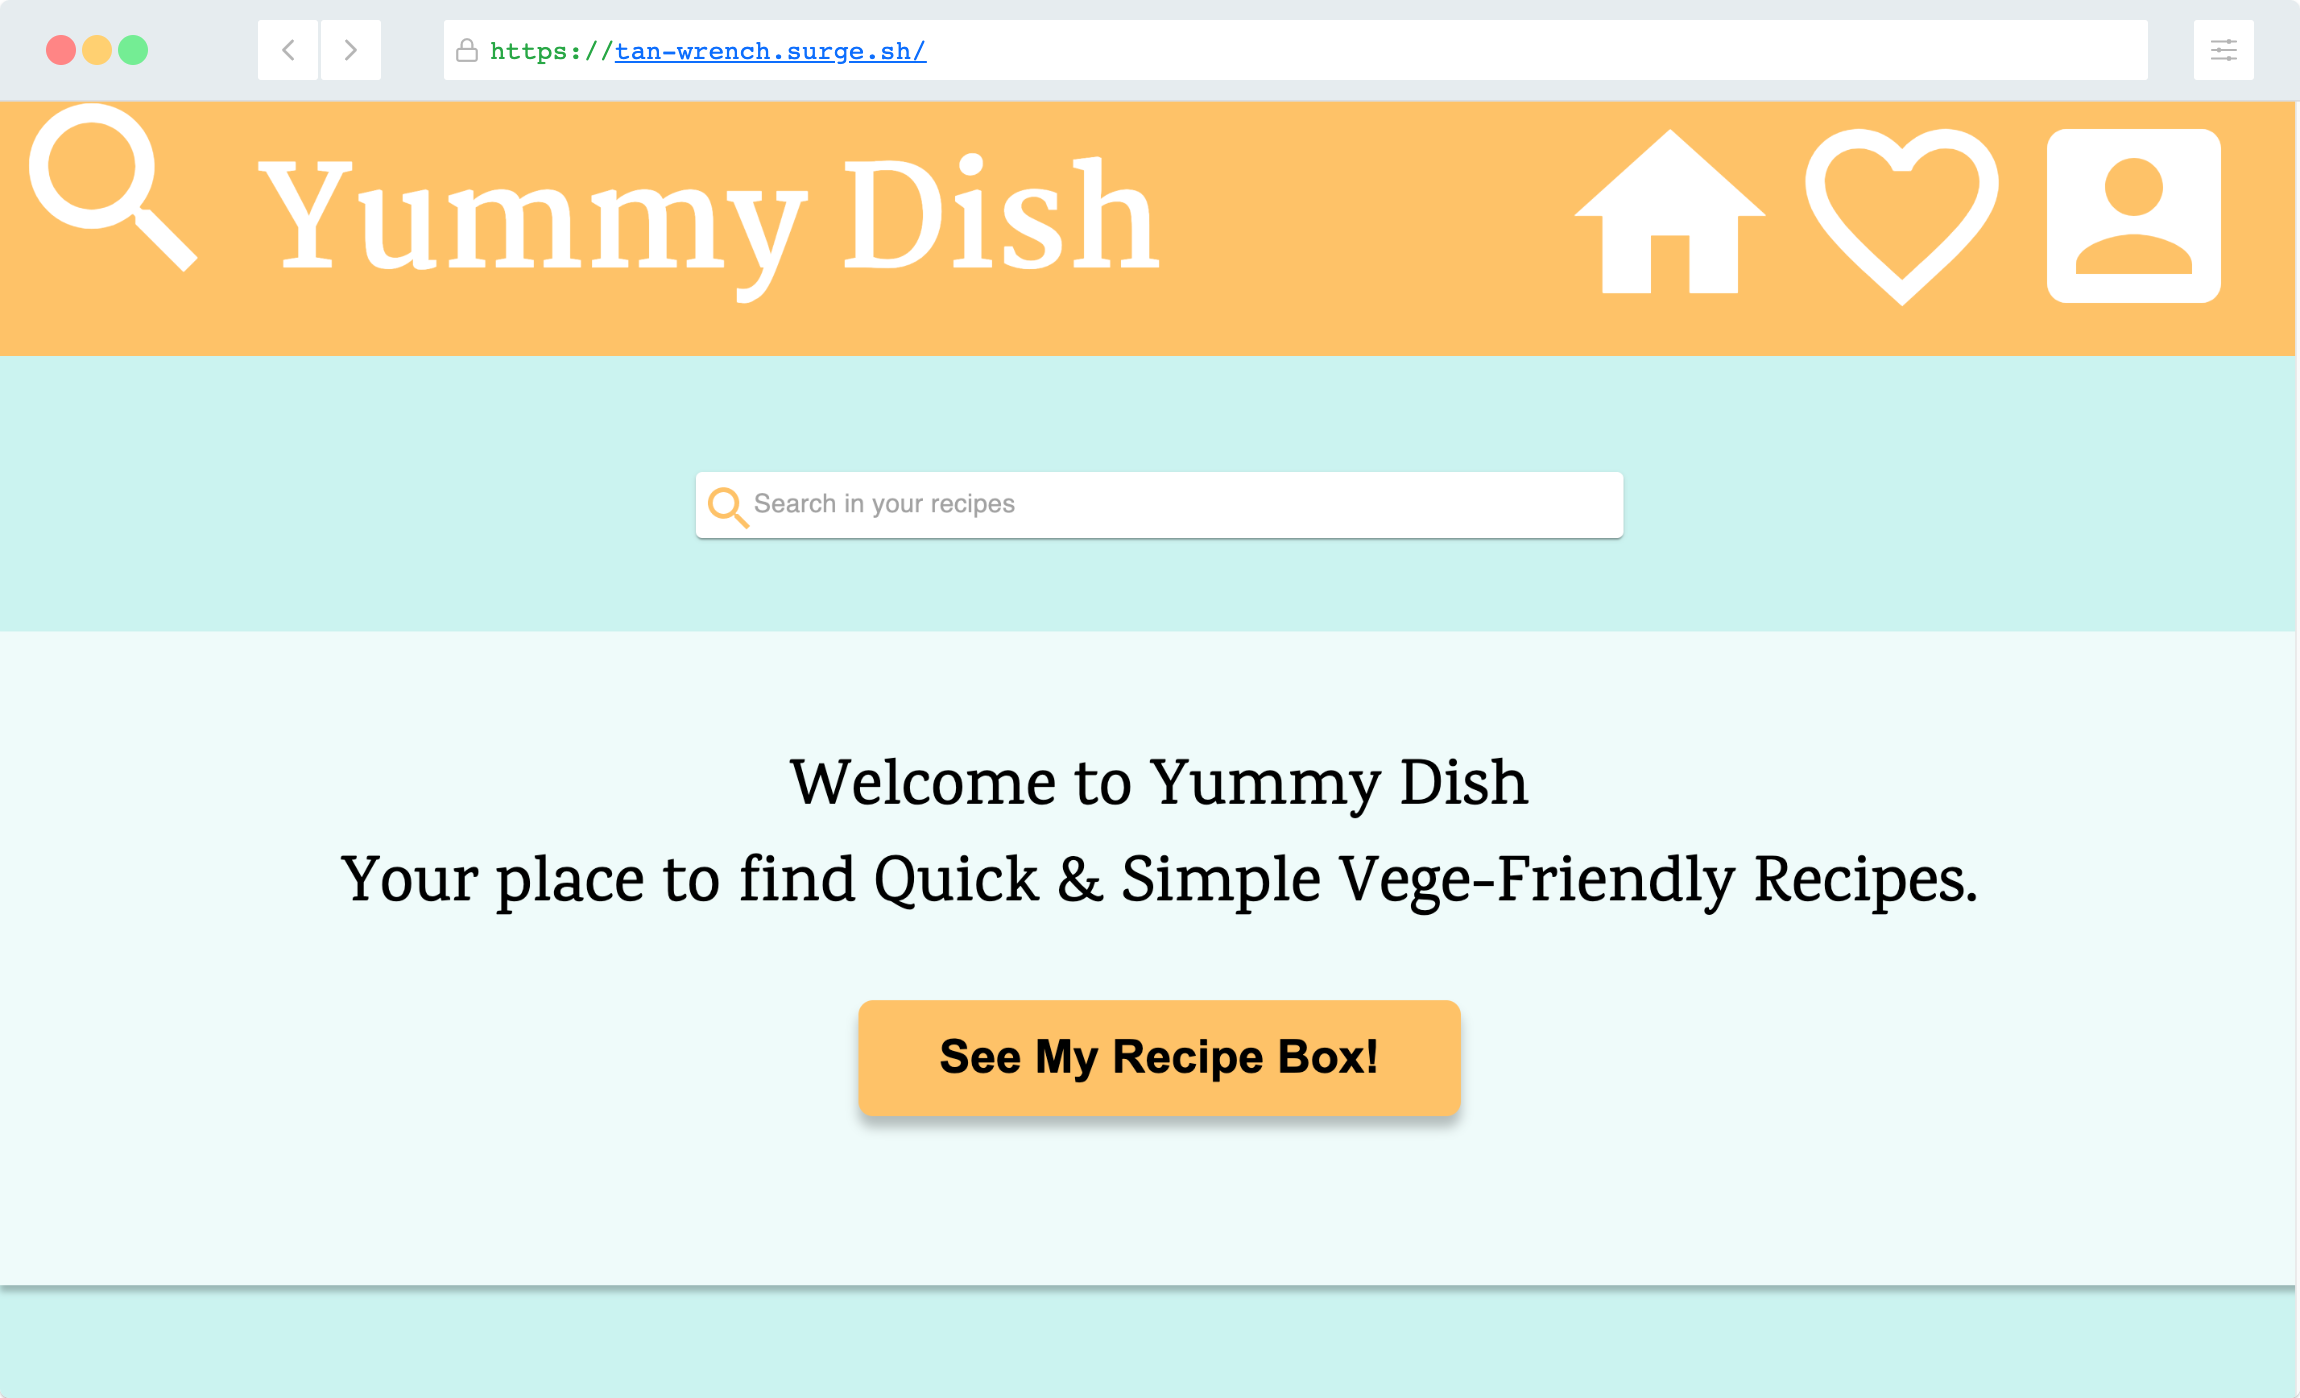 https://tan-wrench.surge.sh/
Yummy Dish
Search in your recipes
Welcome to Yummy Dish
Your place to find Quick & Simple Vege-Friendly Recipes.
See My Recipe Box!